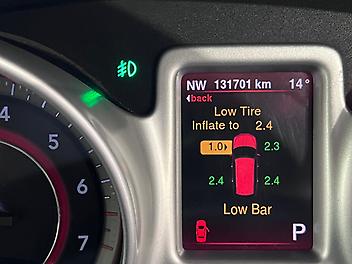 NW 131701 km 14°
back
Low Tire
Inflate to 2.4
1.0 2.3
2.4 2.4
Low Bar
P
4
5
6
7